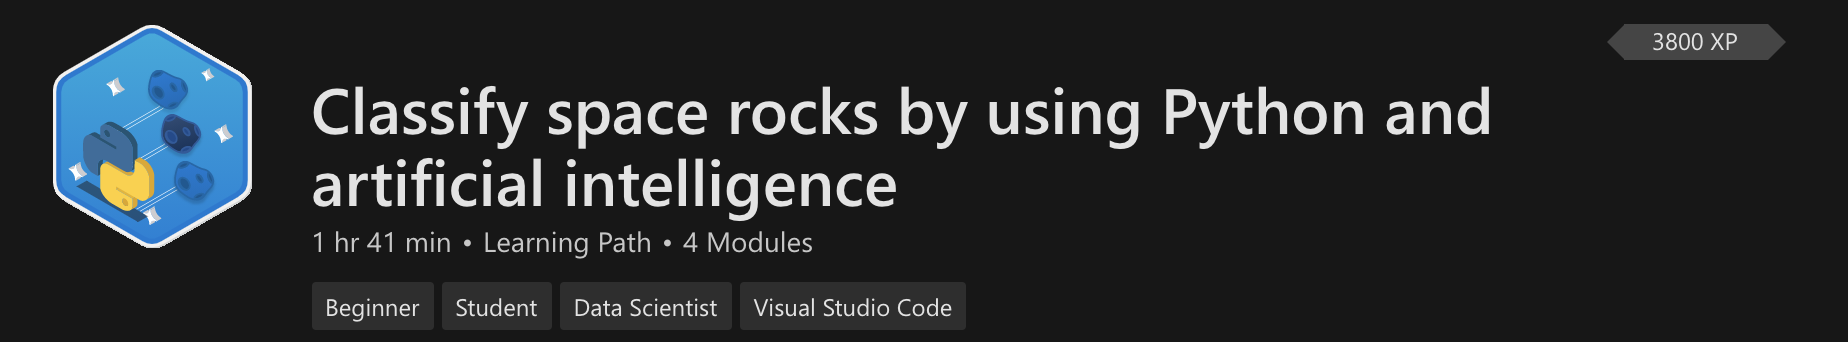 3800 XP
Classify space rocks by using Python and
artificial intelligence
1 hr 41 min • Learning Path • 4 Modules
Beginner Student Data Scientist Visual Studio Code